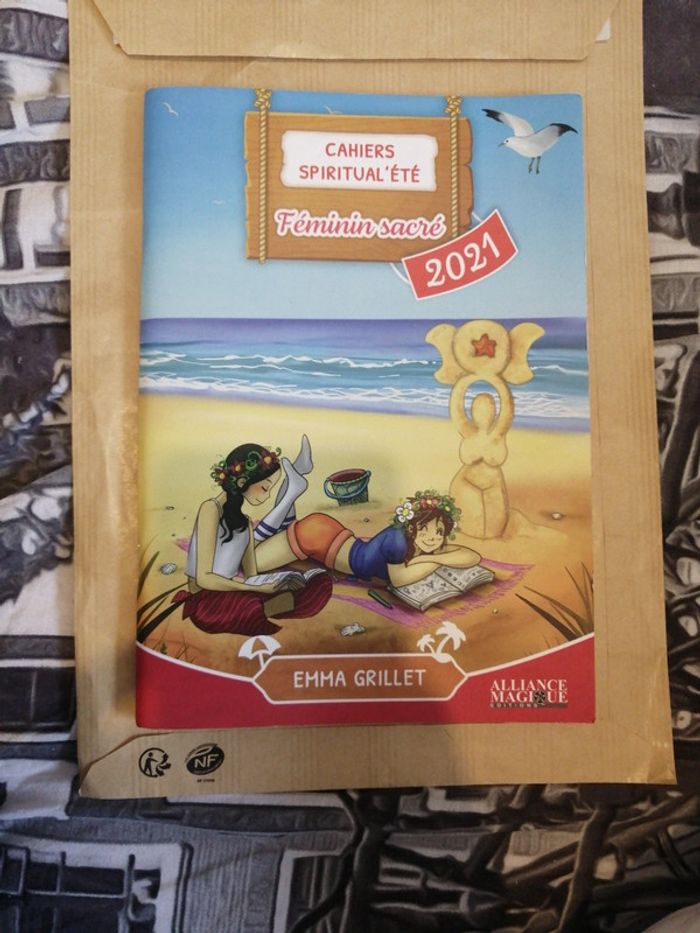 CAHIERS
SPIRITUAL'ÉTÉ
Féminin sacré
2021
EMMA GRILLET
ALLIANCE
MAGIQUE
ÉDITIONS
NF